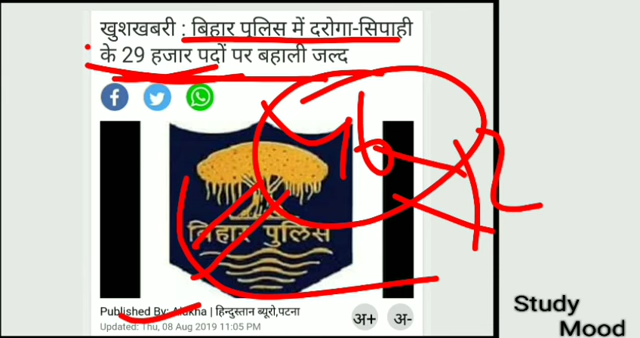 खुशखबरी : बिहार पुलिस में दरोगा-सिपाही
के 29 हजार पदों पर बहाली जल्द
बिहार पुलिस
Published By: | हिन्दुस्तान ब्यूरो,पटना
Updated: Thu, 08 Aug 2019 11:05 PM
अ+ अ-
Study
Mood